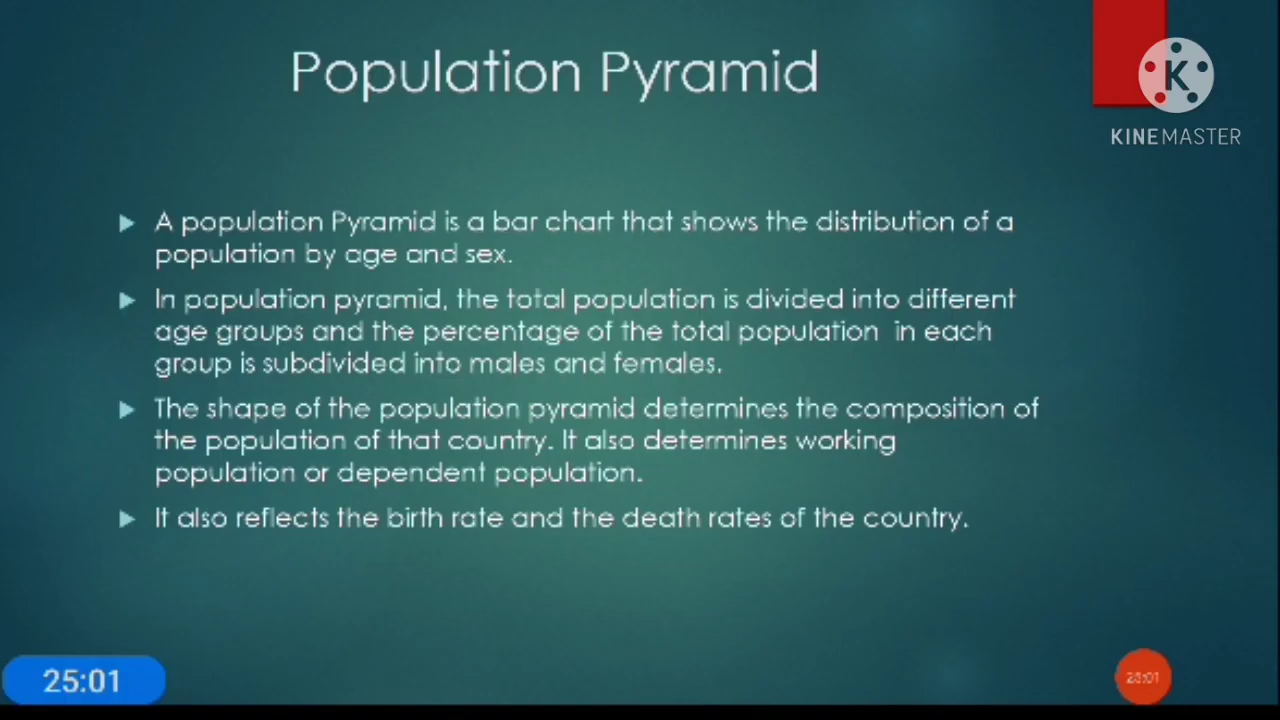 Population Pyramid
K
KINEMASTER
A population Pyramid is a bar chart that shows the distribution of a
population by age and sex.
In population pyramid, the total population is divided into different
age groups and the percentage of the total population in each
group is subdivided into males and females.
The shape of the population pyramid determines the composition of
the population of that country. It also determines working
population or dependent population.
It also reflects the birth rate and the death rates of the country.
25:01
25:01